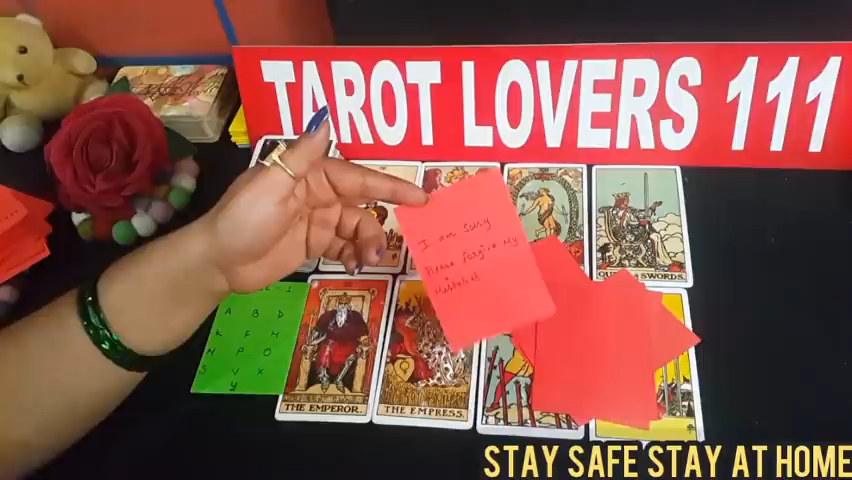 TAROT LOVERS 111
I am sorry
Please forgive My
Mistakes
QUEEN of SWORDS.
A B D
K F H
N P O
S V X
Y
THE EMPEROR.
THE EMPRESS.
STAY SAFE STAY AT HOME